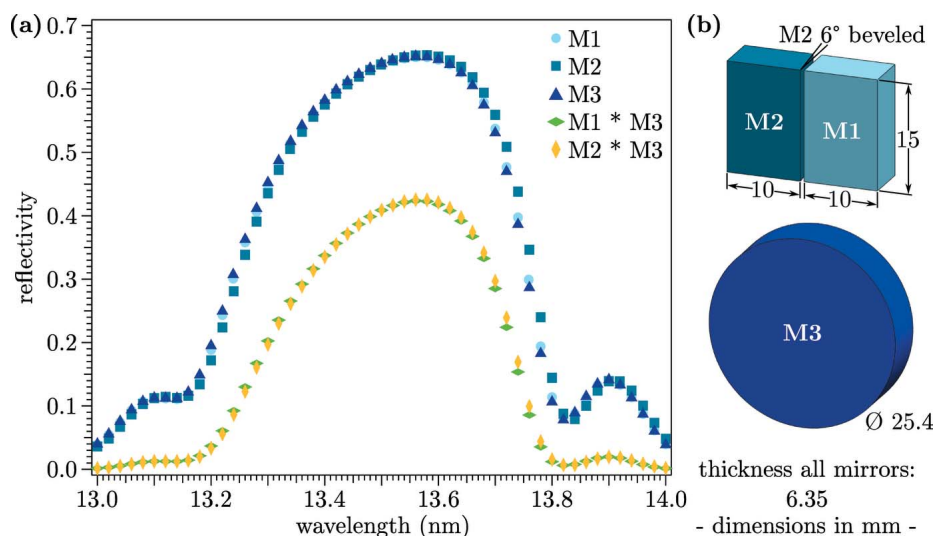 (a)
0.7
0.6
0.5
0.4
0.3
0.2
0.1
0.0
reflectivity
13.0
13.2
13.4
13.6
13.8
14.0
wavelength (nm)
M1
M2
M3
M1 * M3
M2 * M3
(b)
M2 6° beveled
M2
M1
15
10
10
M3
Ø 25.4
thickness all mirrors:
6.35
- dimensions in mm -